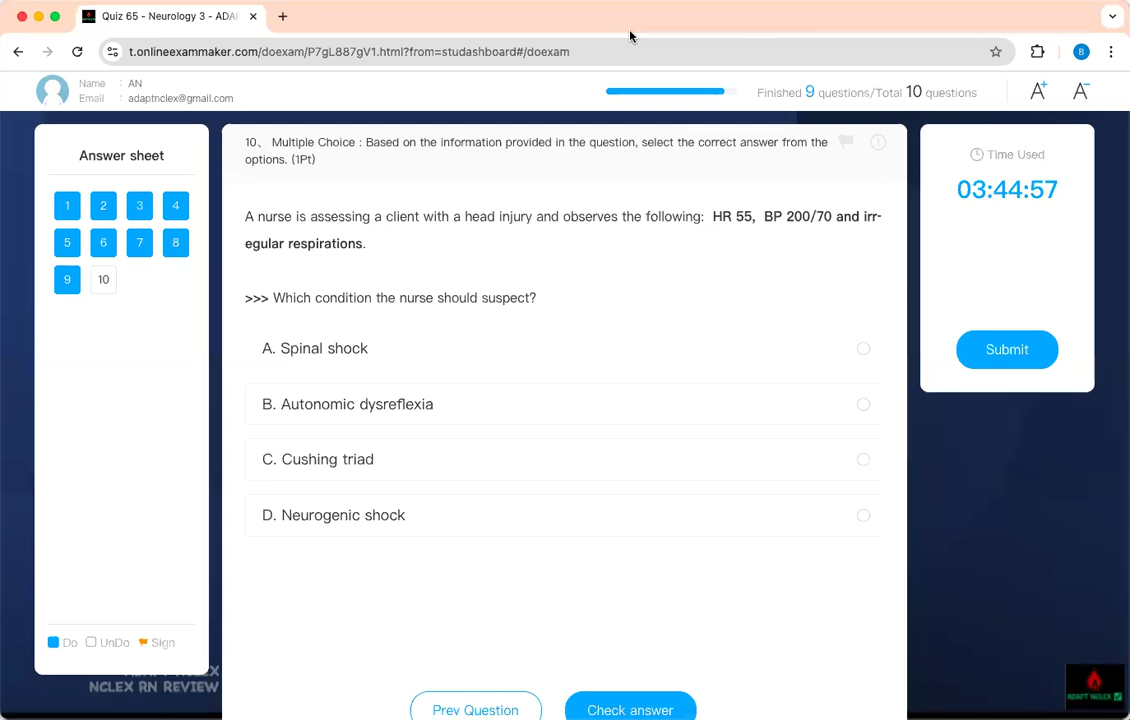 Quiz 65 - Neurology 3 - ADA
t.onlineexammaker.com/doexam/P7gL887gV1.html?from=studashboard#/doexam
B
Name : AN
Email : adaptnclex@gmail.com
Finished 9 questions/Total 10 questions
A+ A-
Answer sheet
1 2 3 4
5 6 7 8
9 10
Do UnDo Sign
10、 Multiple Choice : Based on the information provided in the question, select the correct answer from the
options. (1Pt)
A nurse is assessing a client with a head injury and observes the following: HR 55, BP 200/70 and irr-
egular respirations.
>>> Which condition the nurse should suspect?
A. Spinal shock
B. Autonomic dysreflexia
C. Cushing triad
D. Neurogenic shock
Prev Question
Check answer
Time Used
03:44:57
Submit
NCLEX RN REVIEW
ADAPT NCLEX